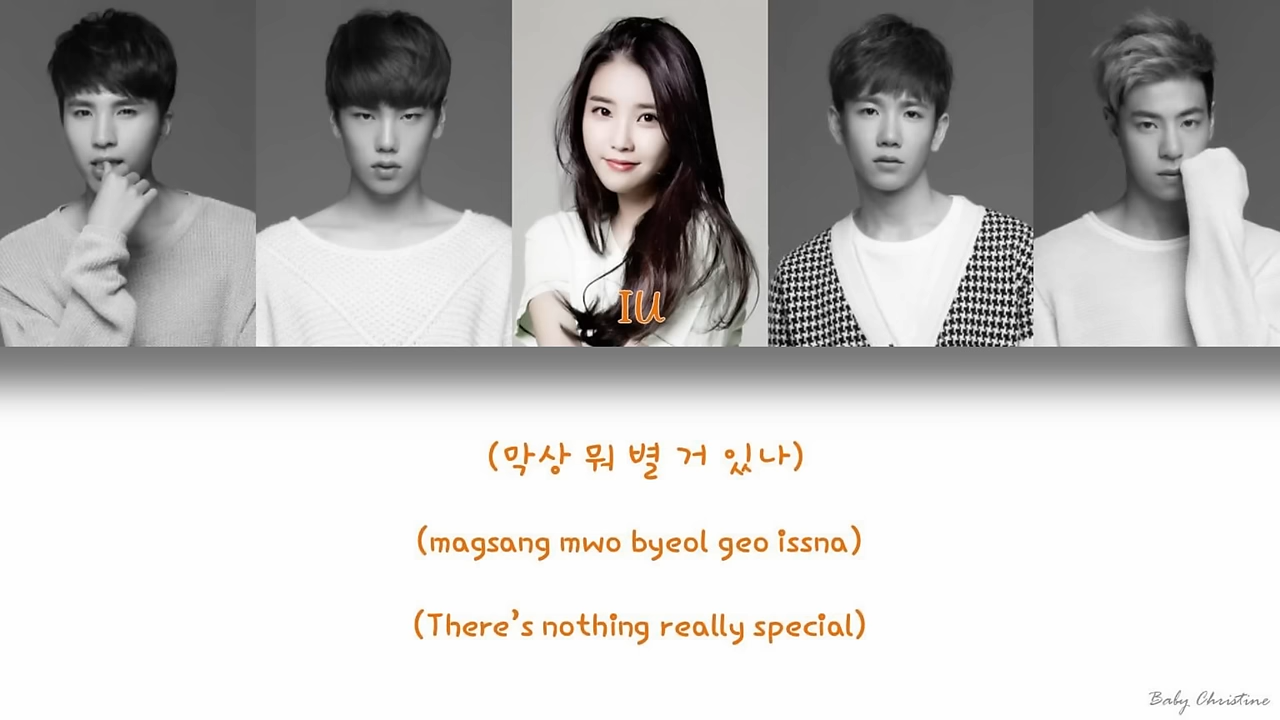 IU
(막상 뭐 별 거 있나)
(magsang mwo byeol geo issna)
(There's nothing really special)
Baby Christine